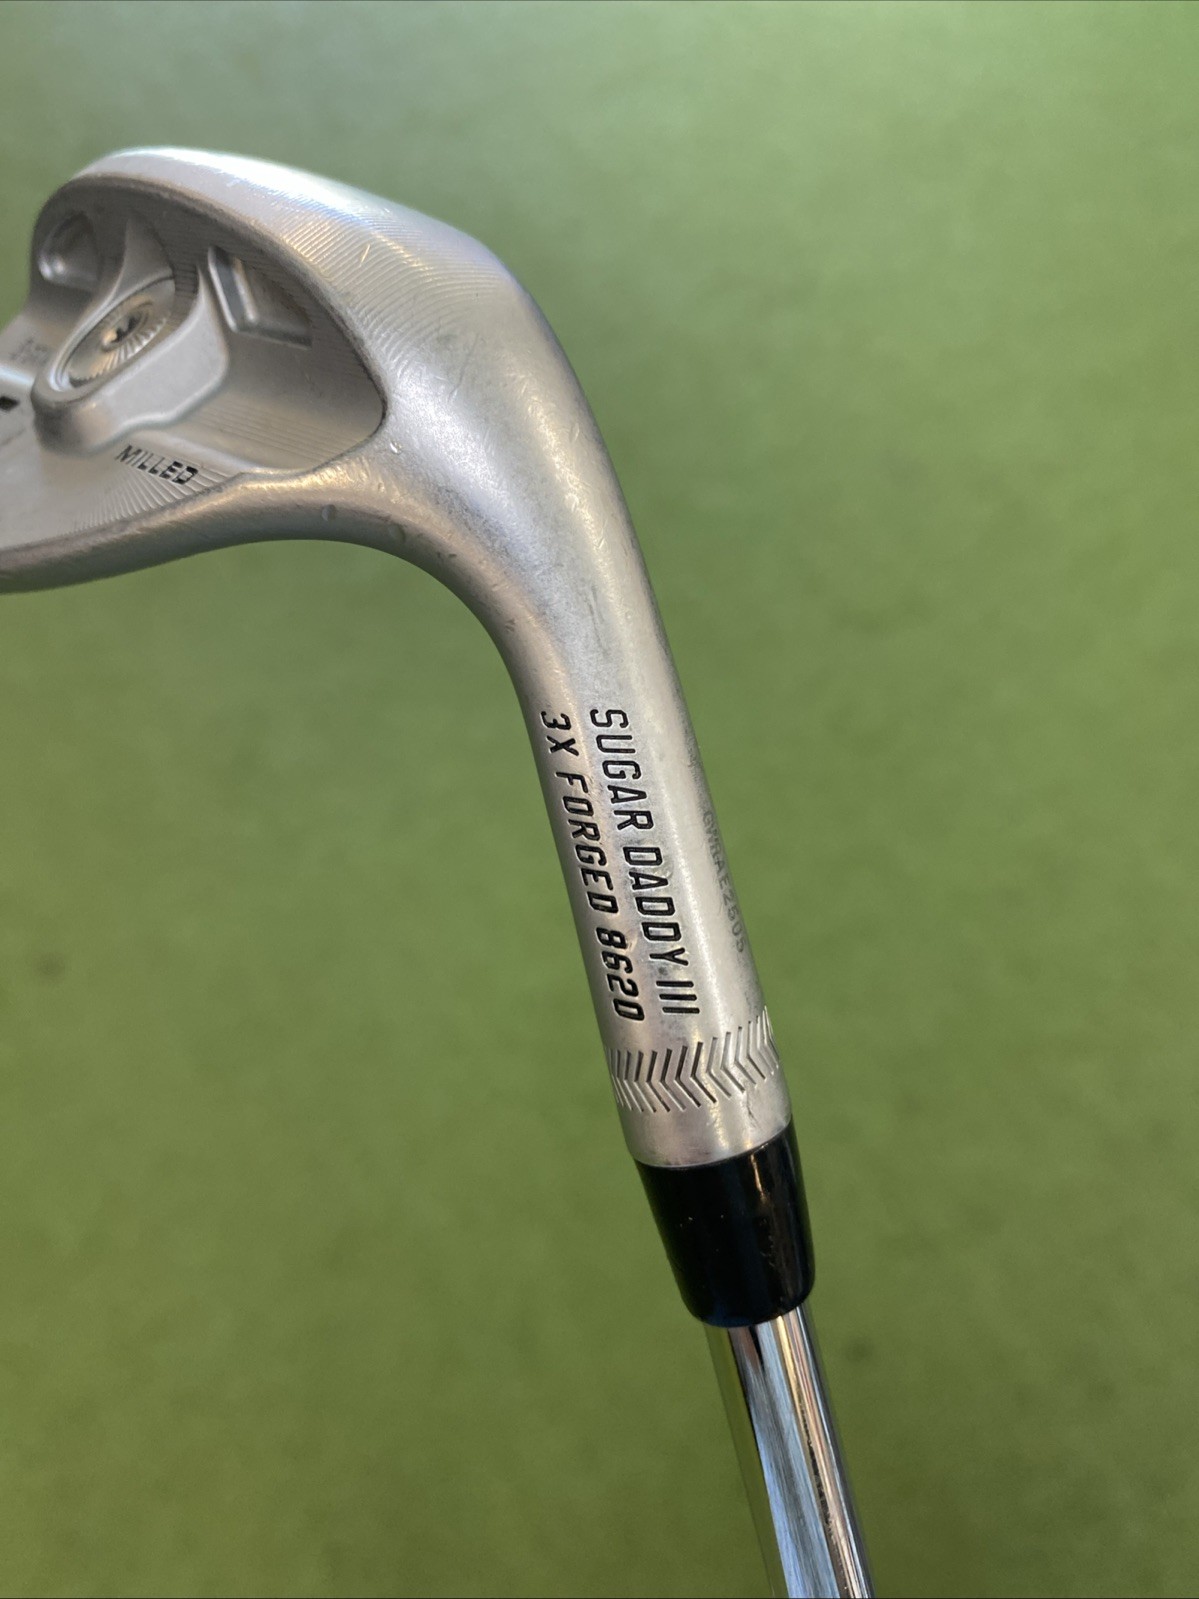 MILLED
SUGAR DADDY III
3X FORGED 8620